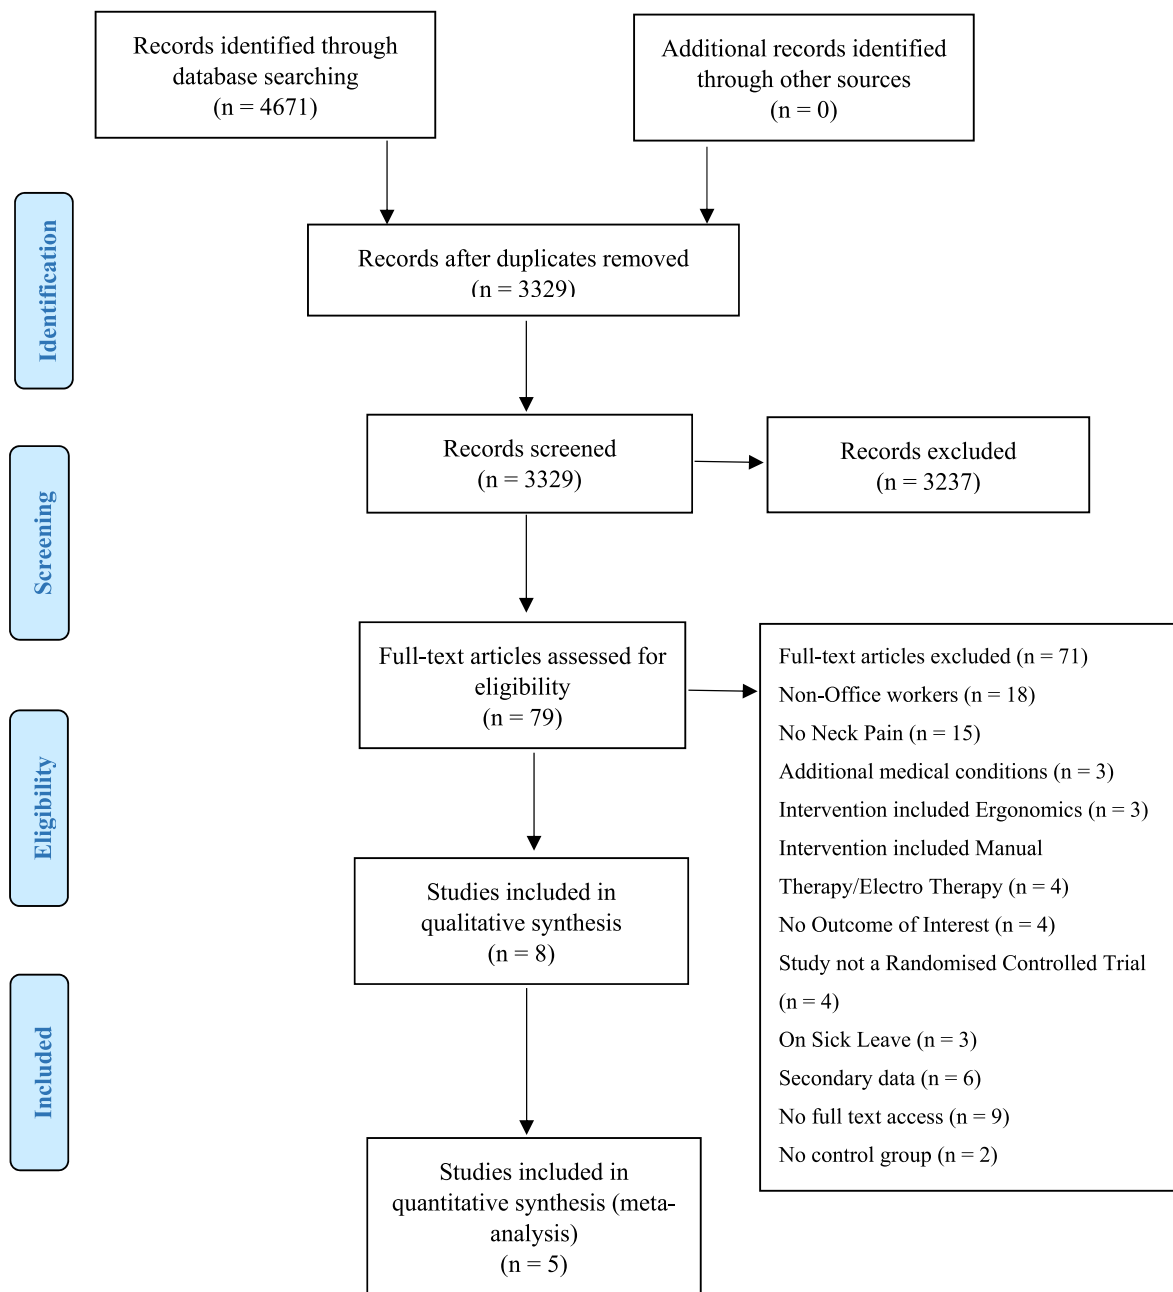 Records identified through
database searching
(n = 4671)
Additional records identified
through other sources
(n = 0)
Identification
Records after duplicates removed
(n = 3329)
Screening
Records screened
(n = 3329)
Records excluded
(n = 3237)
Eligibility
Full-text articles assessed for
eligibility
(n = 79)
Full-text articles excluded (n = 71)
Non-Office workers (n = 18)
No Neck Pain (n = 15)
Additional medical conditions (n = 3)
Intervention included Ergonomics (n = 3)
Intervention included Manual
Therapy/Electro Therapy (n = 4)
No Outcome of Interest (n = 4)
Study not a Randomised Controlled Trial
(n = 4)
On Sick Leave (n = 3)
Secondary data (n = 6)
No full text access (n = 9)
No control group (n = 2)
Studies included in
qualitative synthesis
(n = 8)
Included
Studies included in
quantitative synthesis (meta-
analysis)
(n = 5)